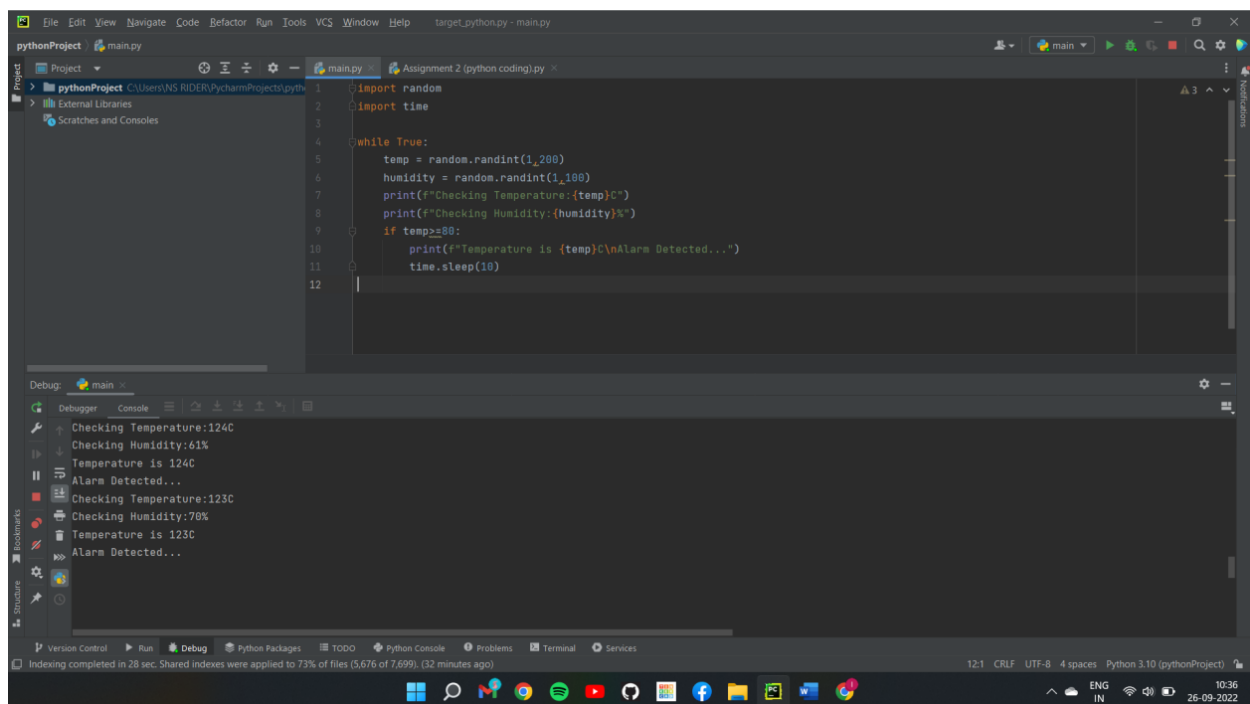 File Edit View Navigate Code Refactor Run Tools VCS Window Help target_python.py - main.py
pythonProject main.py
main
Project
main.py
Assignment 2 (python coding).py
pythonProject C:\Users\NS RIDER\PycharmProjects\pyth
External Libraries
Scratches and Consoles
3
1 import random
2 import time
3
4 while True:
5 temp = random.randint(1,200)
6 humidity = random.randint(1,100)
7 print(f"Checking Temperature:{temp}C")
8 print(f"Checking Humidity:{humidity}%")
9 if temp>=80:
10 print(f"Temperature is {temp}C\nAlarm Detected...")
11 time.sleep(10)
12
Project
Notifications
Debug: main
Debugger Console
Checking Temperature:124C
Checking Humidity:61%
Temperature is 124C
Alarm Detected...
Checking Temperature:123C
Checking Humidity:70%
Temperature is 123C
Alarm Detected...
Bookmarks
Structure
Version Control Run Debug Python Packages TODO Python Console Problems Terminal Services
Indexing completed in 28 sec. Shared indexes were applied to 73% of files (5,676 of 7,699). (32 minutes ago) 12:1 CRLF UTF-8 4 spaces Python 3.10 (pythonProject)
ENG
IN
10:36
26-09-2022